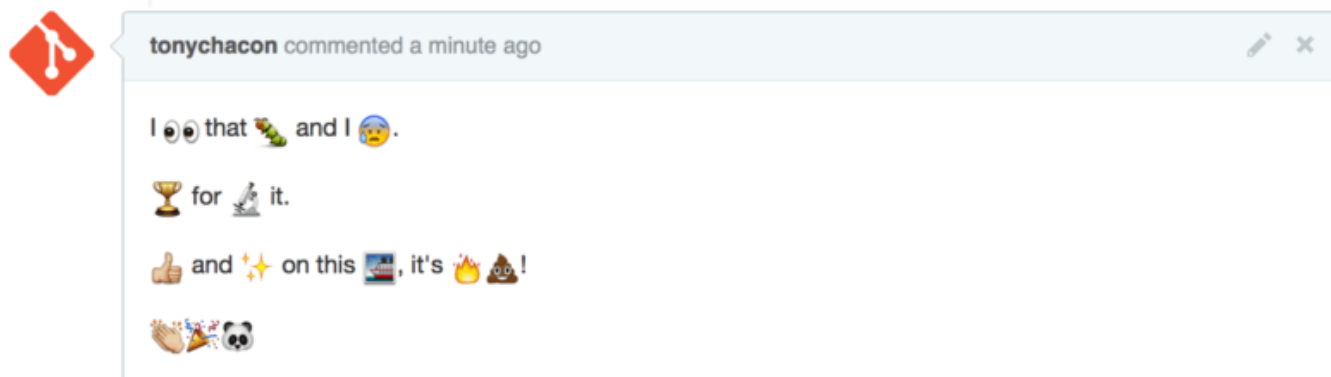 tonychacon commented a minute ago
I 👀 that 🐛 and I 😰.
🏆 for 🔬 it.
👍 and ✨ on this 🚢, it's 🔥💩!
👏🎉🐼